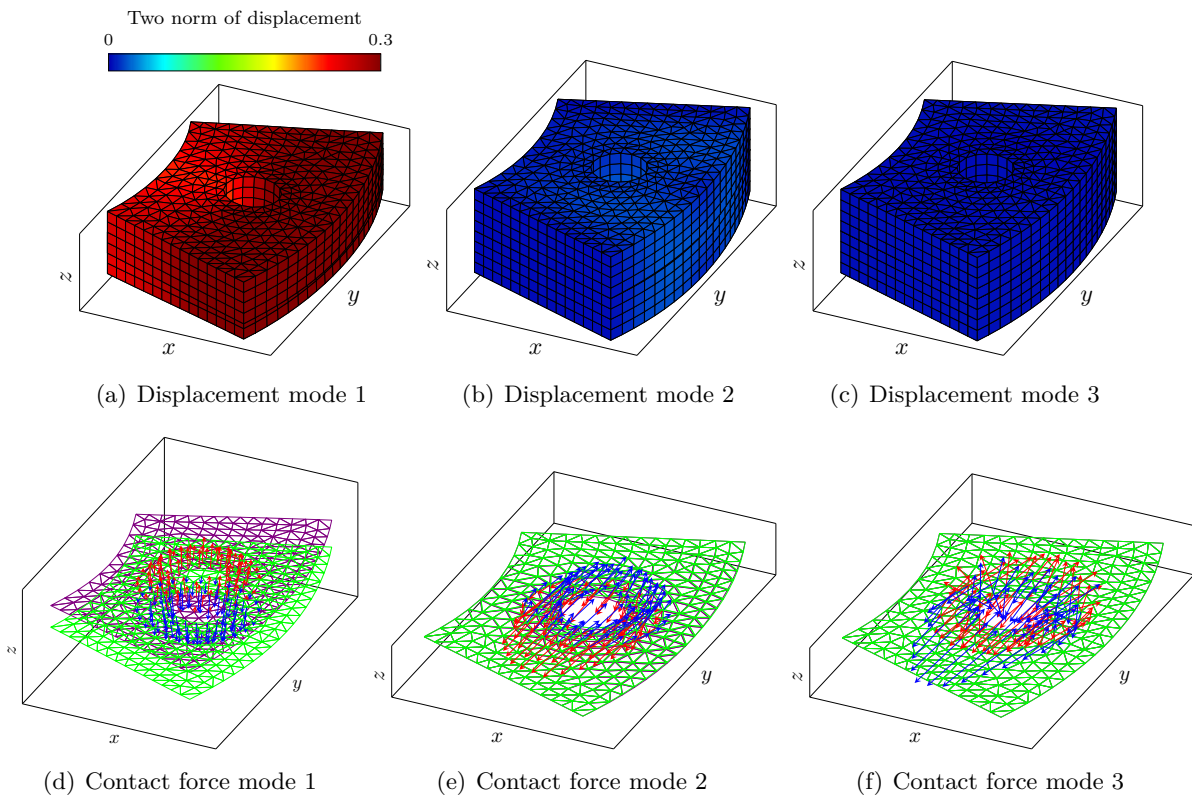 Two norm of displacement
0 0.3
z x y
z x y
z x y
(a) Displacement mode 1
(b) Displacement mode 2
(c) Displacement mode 3
z x y
z x y
z x y
(d) Contact force mode 1
(e) Contact force mode 2
(f) Contact force mode 3